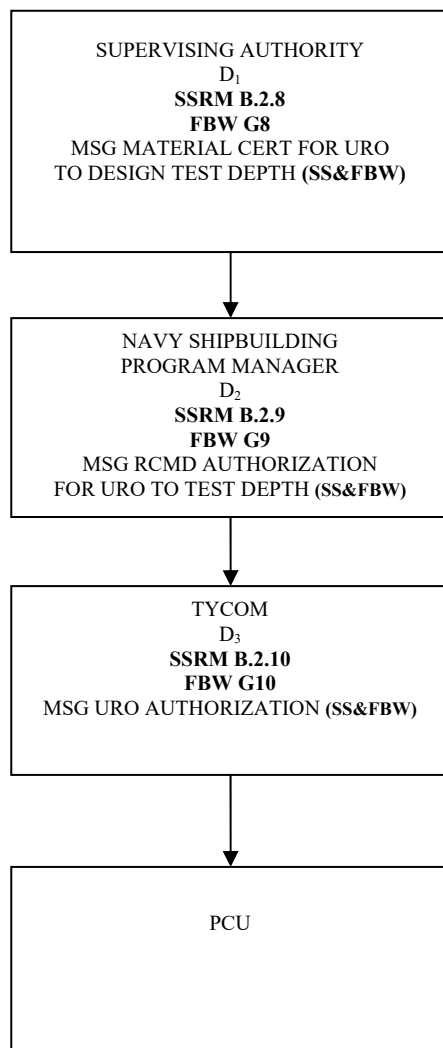 SUPERVISING AUTHORITY
D₁
SSRM B.2.8
FBW G8
MSG MATERIAL CERT FOR URO
TO DESIGN TEST DEPTH (SS&FBW)
NAVY SHIPBUILDING
PROGRAM MANAGER
D₂
SSRM B.2.9
FBW G9
MSG RCMD AUTHORIZATION
FOR URO TO TEST DEPTH (SS&FBW)
TYCOM
D₃
SSRM B.2.10
FBW G10
MSG URO AUTHORIZATION (SS&FBW)
PCU